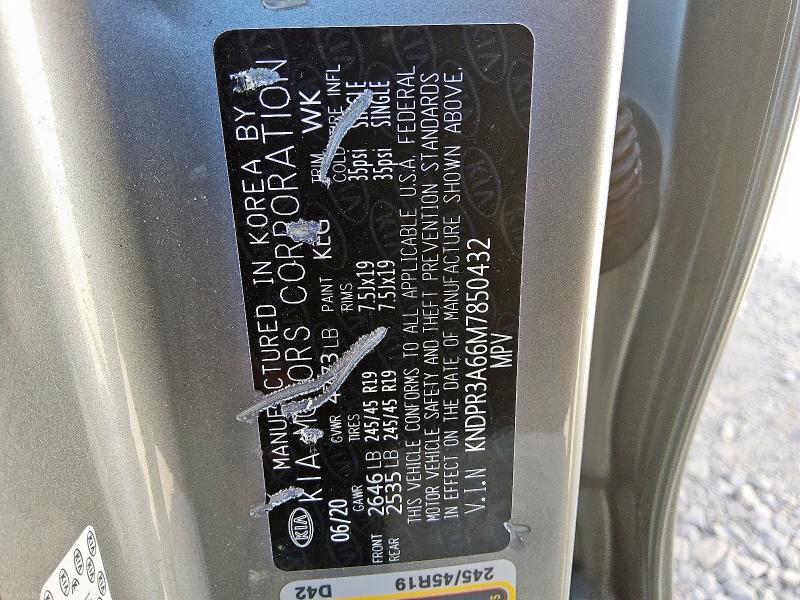 MANUFACTURED IN KOREA BY
KIA MOTORS CORPORATION
KIA
06/20 GVWR LB PAINT KLG TRIM WK
GAWR TIRES RIMS COLD TIRE INFL
FRONT 2646 LB 245/45 R19 7.5Jx19 35psi SINGLE
REAR 2535 LB 245/45 R19 7.5Jx19 35psi SINGLE
THIS VEHICLE CONFORMS TO ALL APPLICABLE U.S.A. FEDERAL
MOTOR VEHICLE SAFETY AND THEFT PREVENTION STANDARDS
IN EFFECT ON THE DATE OF MANUFACTURE SHOWN ABOVE.
V.I.N KNDPR3A66M7850432
MPV
245/45R19
D42